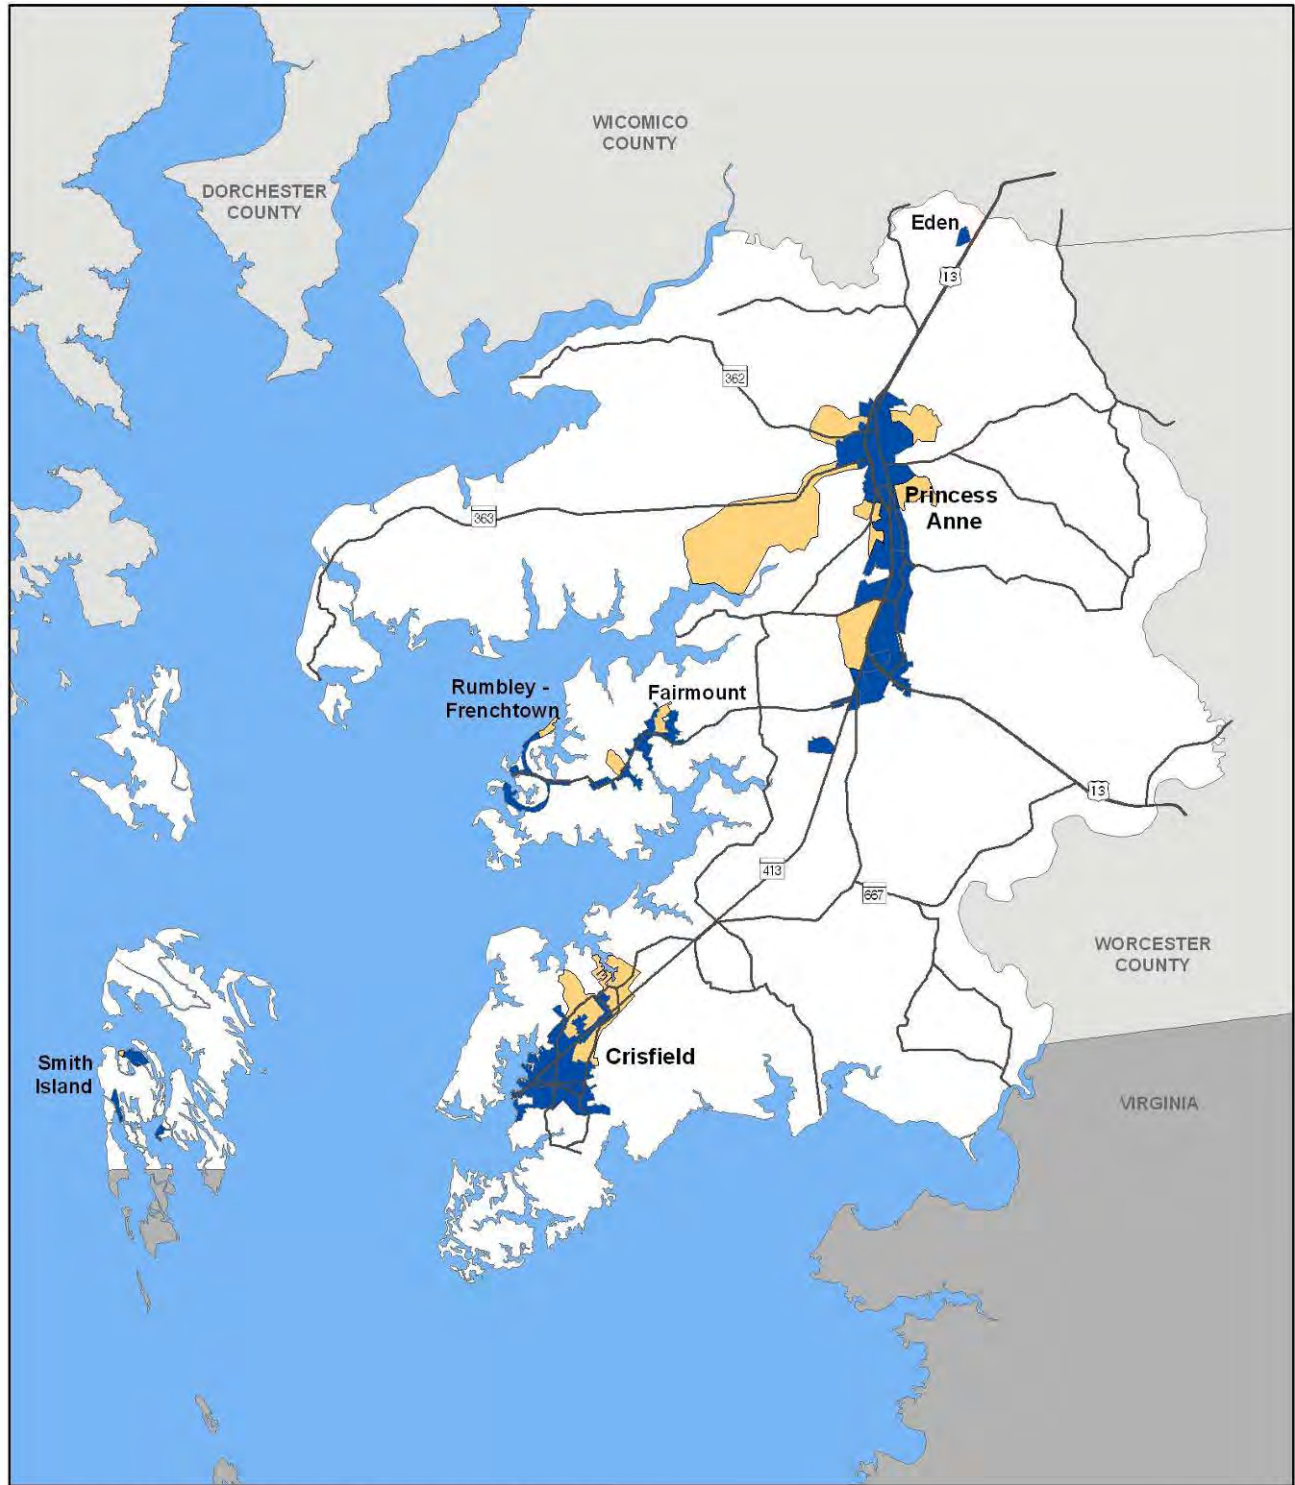 WICOMICO
COUNTY
DORCHESTER
COUNTY
Eden
13
362
Princess
Anne
363
Rumbley -
Frenchtown
Fairmount
13
413
667
WORCESTER
COUNTY
Smith
Island
Crisfield
VIRGINIA